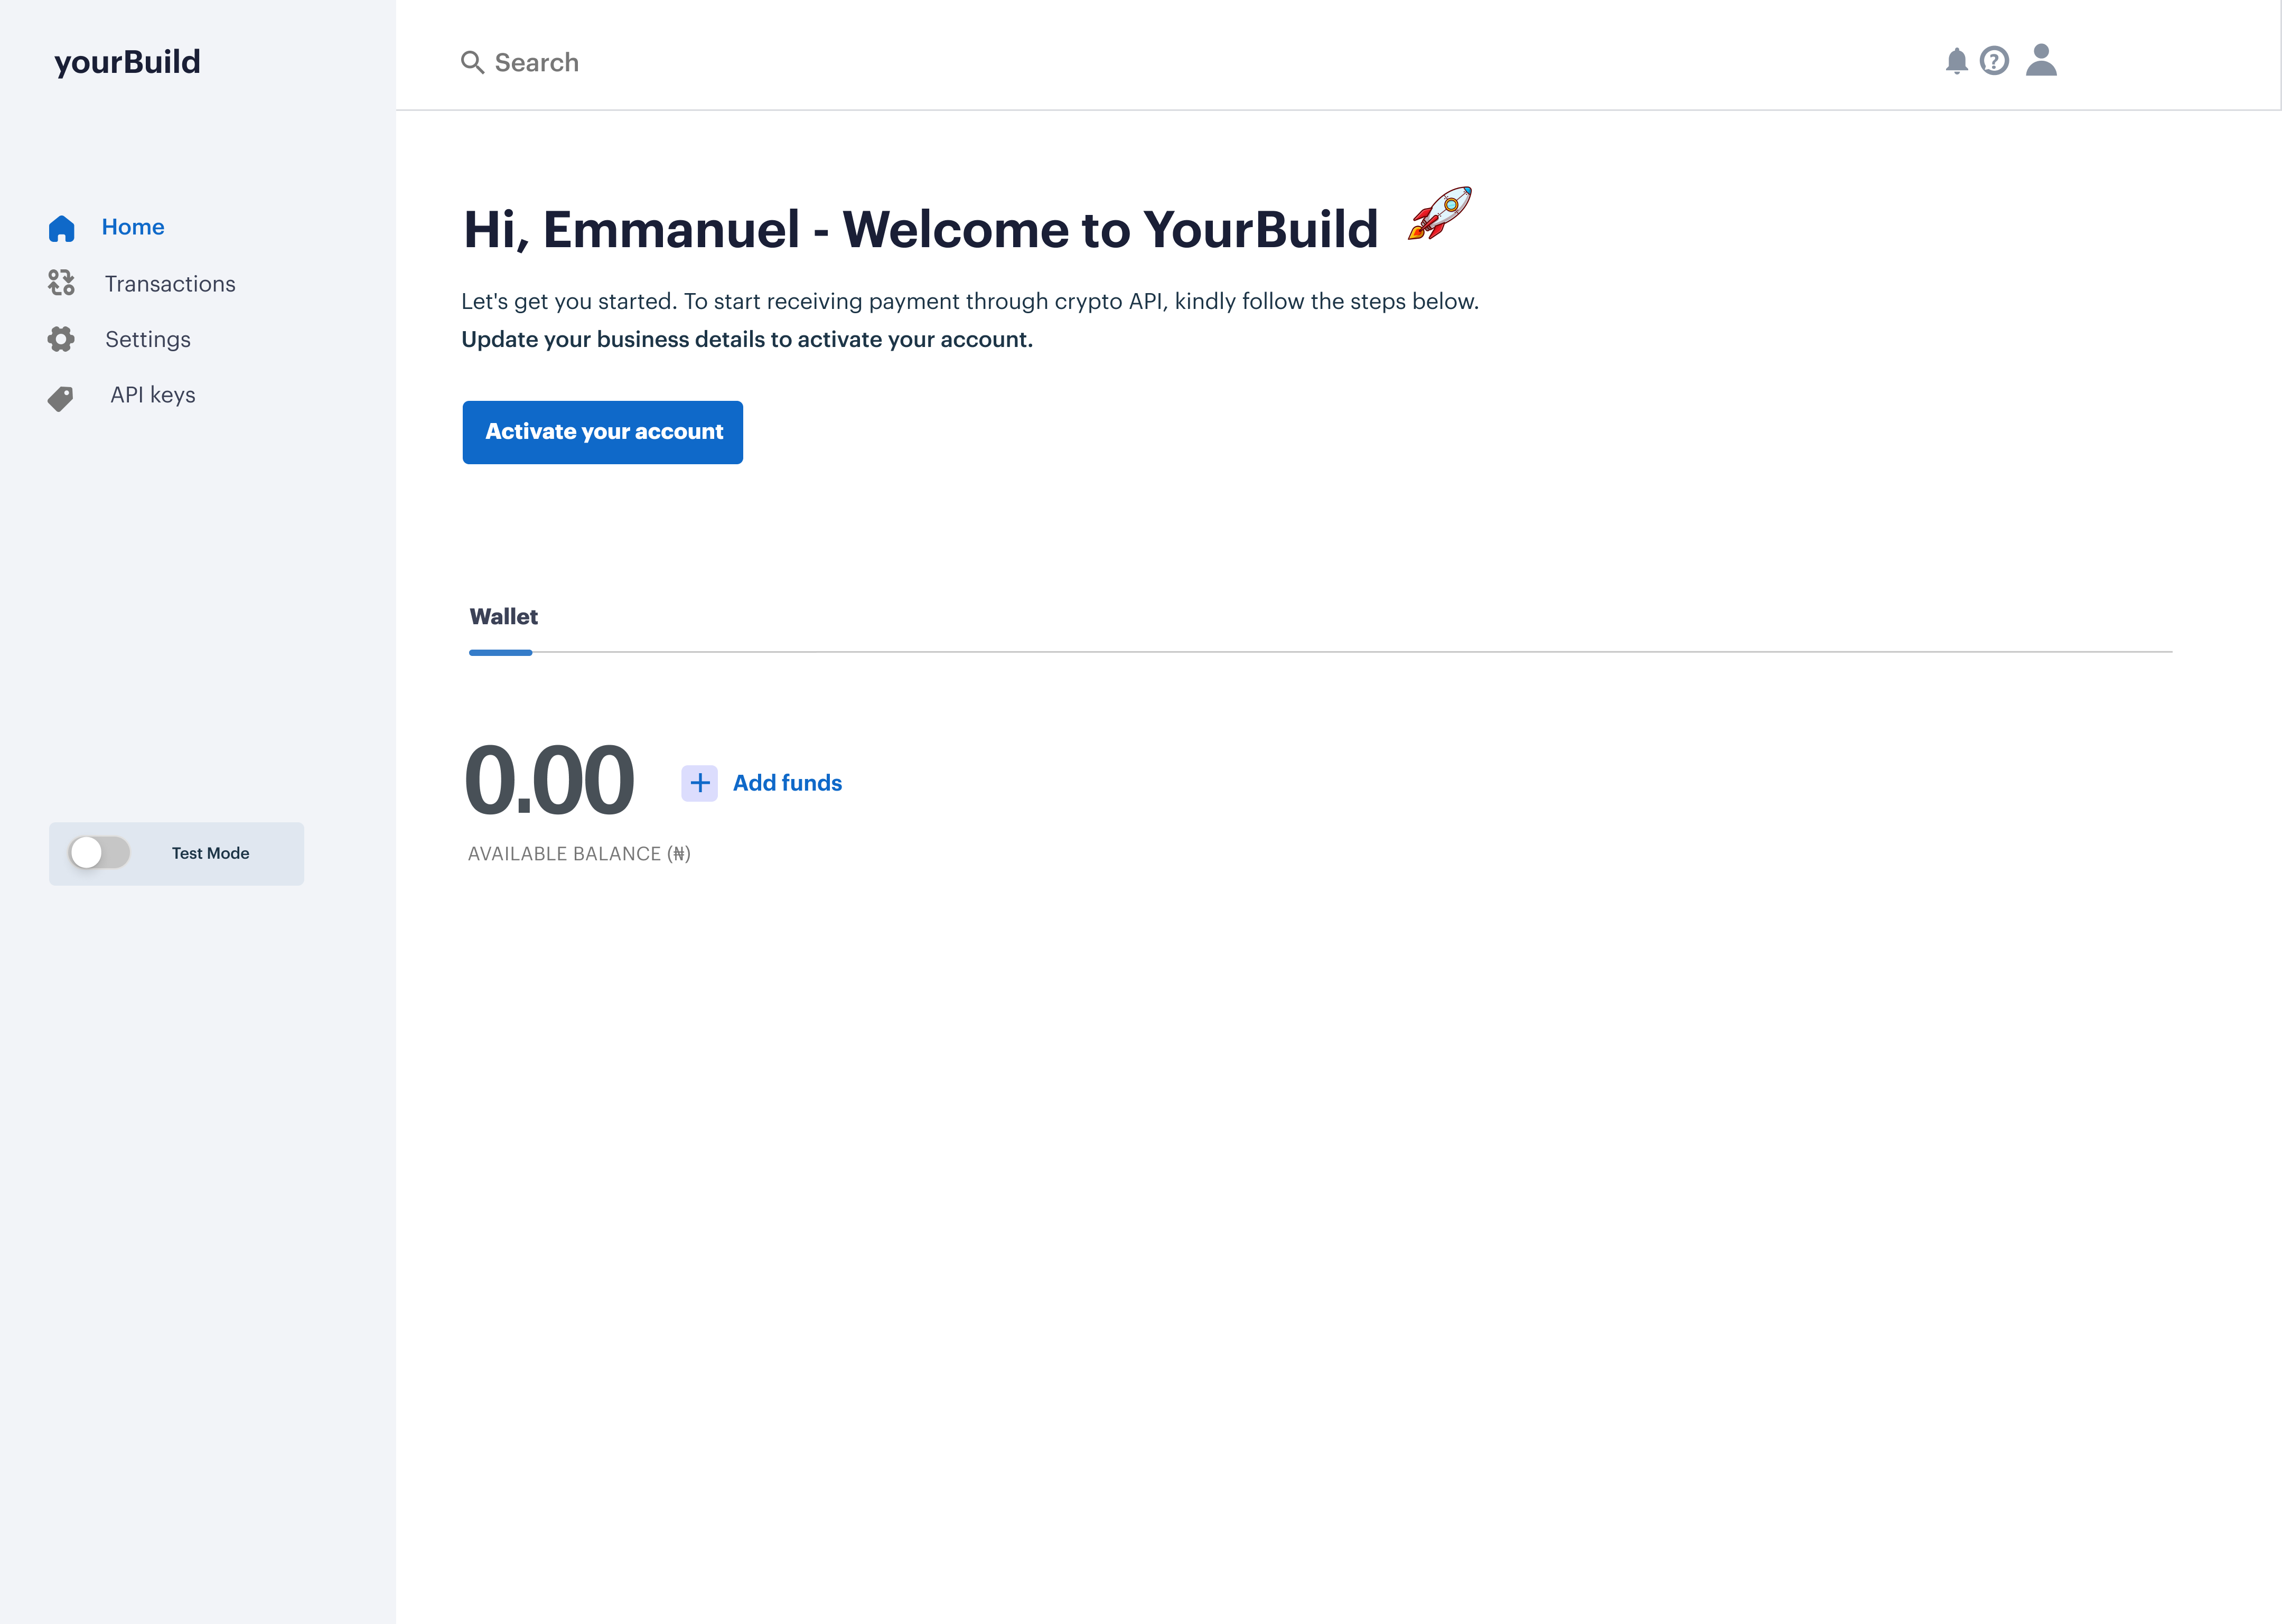 yourBuild
Search
Home
Transactions
Settings
API keys
Test Mode
Hi, Emmanuel - Welcome to YourBuild
Let's get you started. To start receiving payment through crypto API, kindly follow the steps below.
Update your business details to activate your account.
Activate your account
Wallet
0.00
Add funds
AVAILABLE BALANCE (₦)